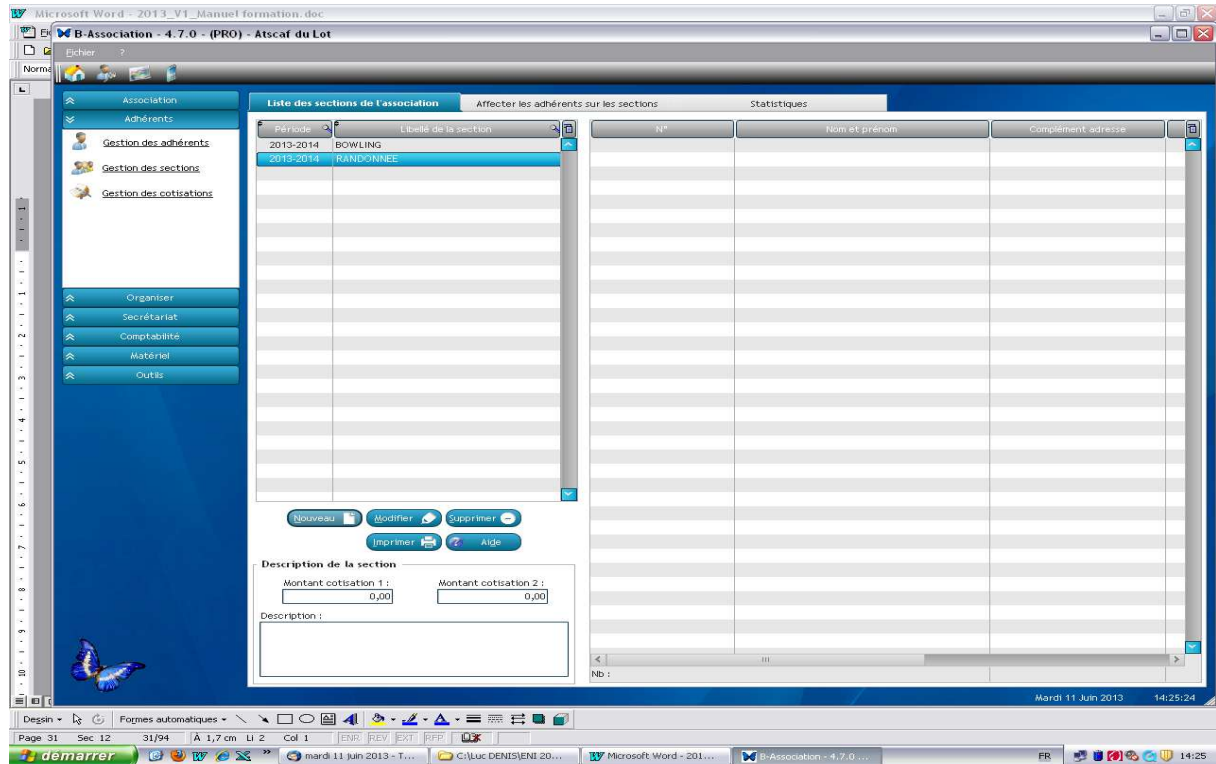 Microsoft Word - 2013_V1_Manuel formation.doc
B-Association - 4.7.0 - (PRO) - Atscaf du Lot
Fichier ?
Norma
Association
Adhérents
Gestion des adhérents
Gestion des sections
Gestion des cotisations
Organiser
Secrétariat
Comptabilité
Matériel
Outils
Liste des sections de l'association Affecter les adhérents sur les sections Statistiques
Période Libellé de la section
2013-2014 BOWLING
2013-2014 RANDONNEE
N° Nom et prénom Complément adresse
Nouveau Modifier Supprimer
Imprimer Aide
Description de la section
Montant cotisation 1 : Montant cotisation 2 :
0,00 0,00
Description :
Nb :
Mardi 11 Juin 2013 14:25:24
Dessin Formes automatiques
Page 31 Sec 12 31/94 À 1,7 cm Li 2 Col 1 ENR REV EXT RFP
démarrer mardi 11 juin 2013 - T... C:\Luc DENIS\ENI 20... Microsoft Word - 201... B-Association - 4.7.0 ... FR 14:25